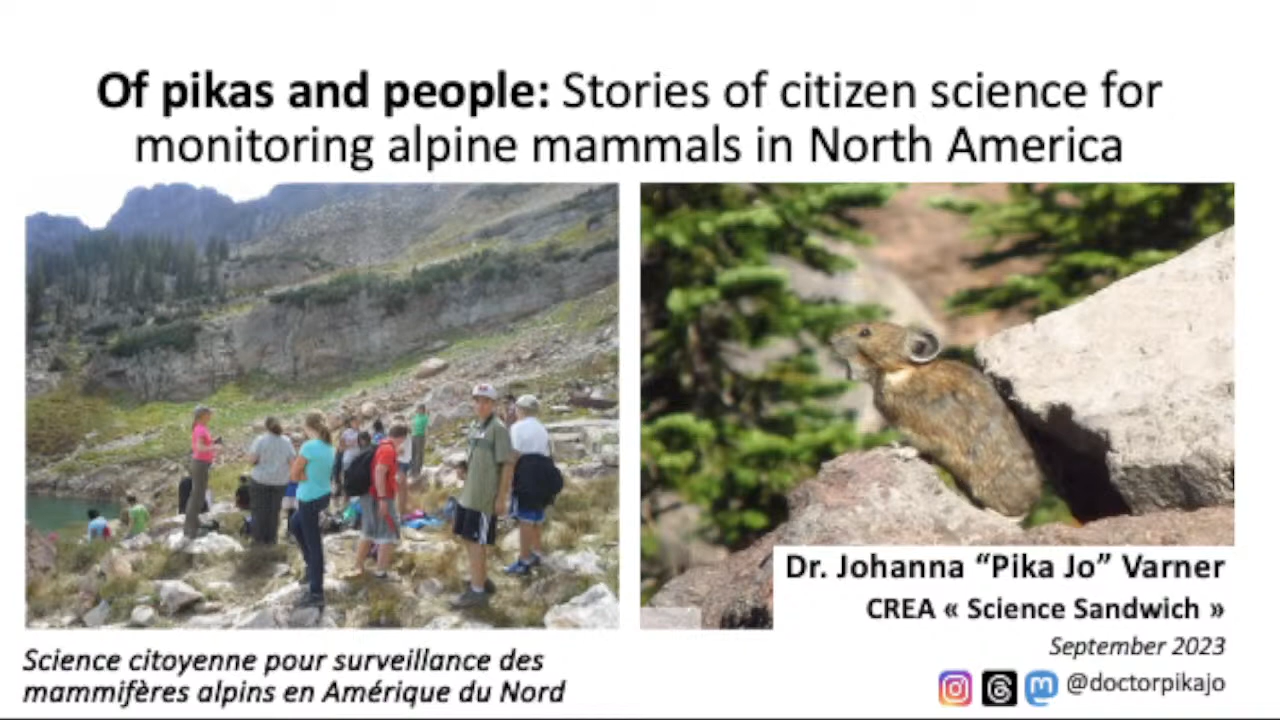 Of pikas and people: Stories of citizen science for
monitoring alpine mammals in North America
Dr. Johanna “Pika Jo” Varner
CREA « Science Sandwich »
September 2023
@doctorpikajo
Science citoyenne pour surveillance des
mammifères alpins en Amérique du Nord